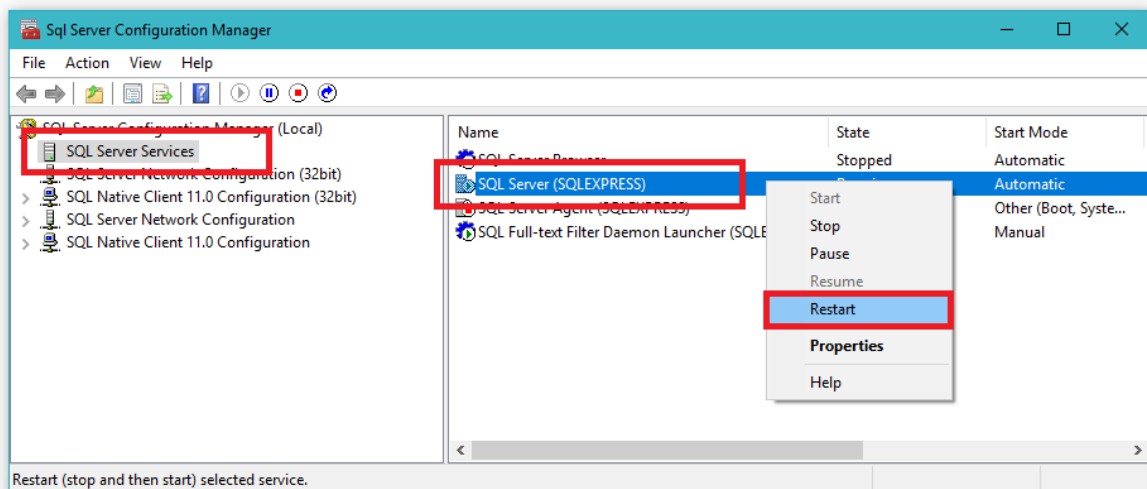 Sql Server Configuration Manager
File Action View Help
SQL Server Configuration Manager (Local)
SQL Server Services
SQL Server Network Configuration (32bit)
SQL Native Client 11.0 Configuration (32bit)
SQL Server Network Configuration
SQL Native Client 11.0 Configuration
Name State Start Mode
SQL Server Browser Stopped Automatic
SQL Server (SQLEXPRESS) Automatic
SQL Server Agent (SQLEXPRESS) Other (Boot, Syste...
SQL Full-text Filter Daemon Launcher (SQLE Manual
Start
Stop
Pause
Resume
Restart
Properties
Help
Restart (stop and then start) selected service.